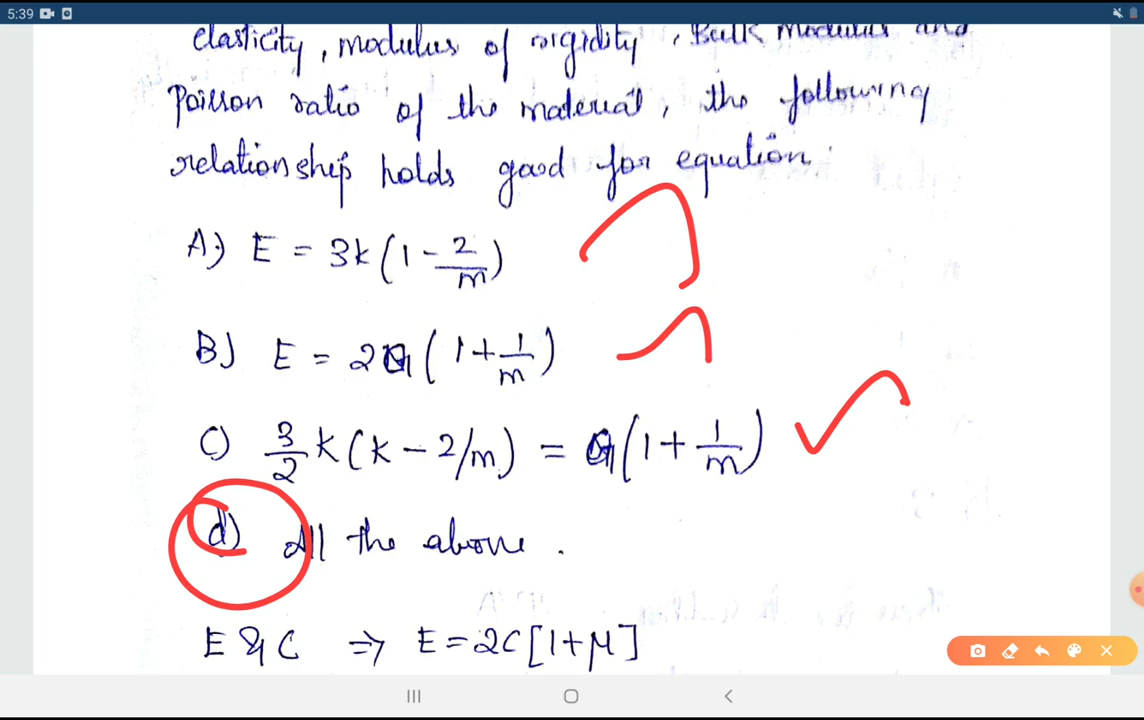 5:39
elasticity, modulus of rigidity, Bulk modulus and
Poisson ratio of the material, the following
relationship holds good for equation.
A) E = 3k(1 - 2/m)
B) E = 2G(1 + 1/m)
C) 3/2 k(k - 2/m) = G(1 + 1/m)
d) All the above.
E & C ⇒ E = 2C[1+μ]